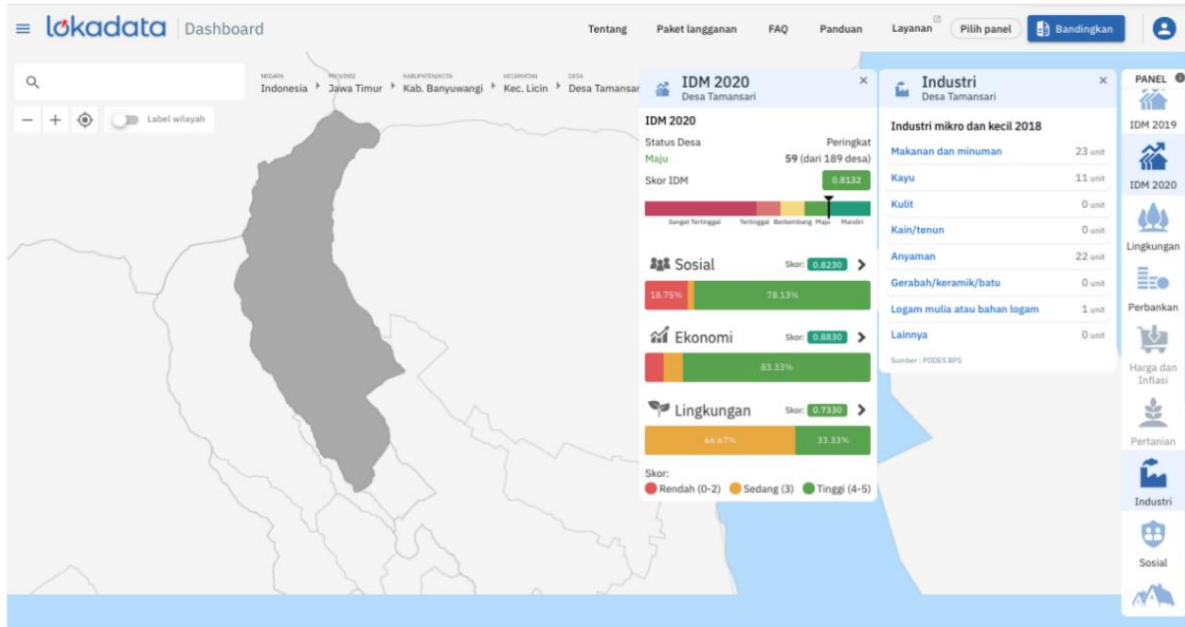 lokadata Dashboard
Tentang Paket langganan FAQ Panduan Layanan Pilih panel Bandingkan
NEGARA PROVINSI KABUPATEN/KOTA KECAMATAN DESA
Indonesia Jawa Timur Kab. Banyuwangi Kec. Licin Desa Tamansar
Label wilayah
IDM 2020
Desa Tamansari
IDM 2020
Status Desa Peringkat
Maju 59 (dari 189 desa)
Skor IDM 0.8132
Sangat Tertinggal Tertinggal Berkembang Maju Mandiri
Sosial Skor: 0.8230
18.75% 78.13%
Ekonomi Skor: 0.8830
83.33%
Lingkungan Skor: 0.7330
66.67% 33.33%
Skor:
Rendah (0-2) Sedang (3) Tinggi (4-5)
Industri
Desa Tamansari
Industri mikro dan kecil 2018
Makanan dan minuman 23 unit
Kayu 11 unit
Kulit 0 unit
Kain/tenun 0 unit
Anyaman 22 unit
Gerabah/keramik/batu 0 unit
Logam mulia atau bahan logam 1 unit
Lainnya 0 unit
Sumber : PODES BPS
PANEL
IDM 2019
IDM 2020
Lingkungan
Perbankan
Harga dan
Inflasi
Pertanian
Industri
Sosial